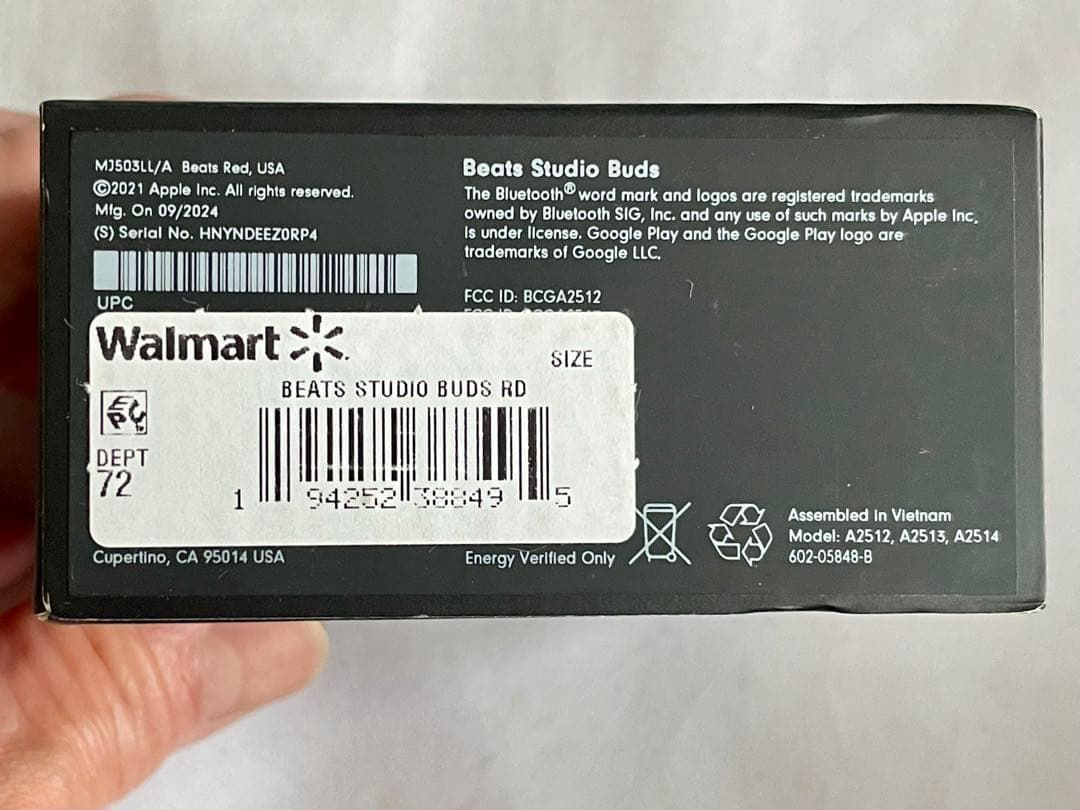 MJ503LL/A Beats Red, USA
©2021 Apple Inc. All rights reserved.
Mfg. On 09/2024
(S) Serial No. HNYNDEEZ0RP4
UPC
Beats Studio Buds
The Bluetooth® word mark and logos are registered trademarks
owned by Bluetooth SIG, Inc. and any use of such marks by Apple Inc.
is under license. Google Play and the Google Play logo are
trademarks of Google LLC.
FCC ID: BCGA2512
Walmart
SIZE
BEATS STUDIO BUDS RD
DEPT
72
1 94252 38849 5
Cupertino, CA 95014 USA
Energy Verified Only
Assembled in Vietnam
Model: A2512, A2513, A2514
602-05848-B